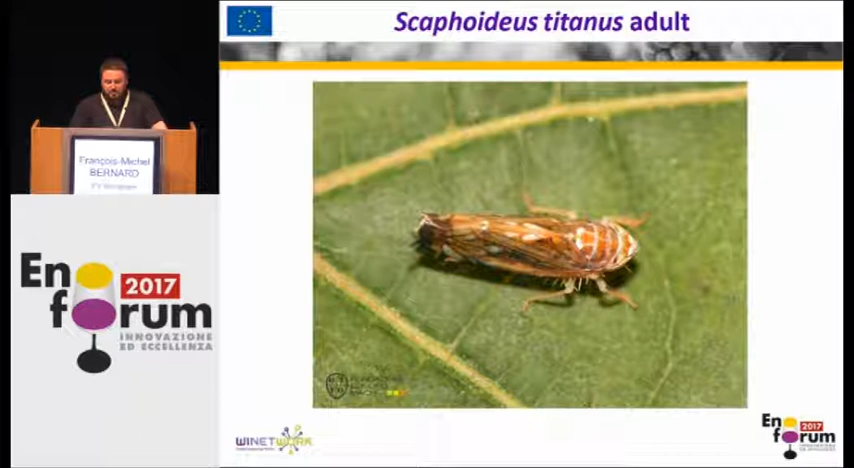 Scaphoideus titanus adult
François-Michel
BERNARD
En
2017
forum
INNOVAZIONE
ED ECCELLENZA
WINETWORK
En
2017
forum